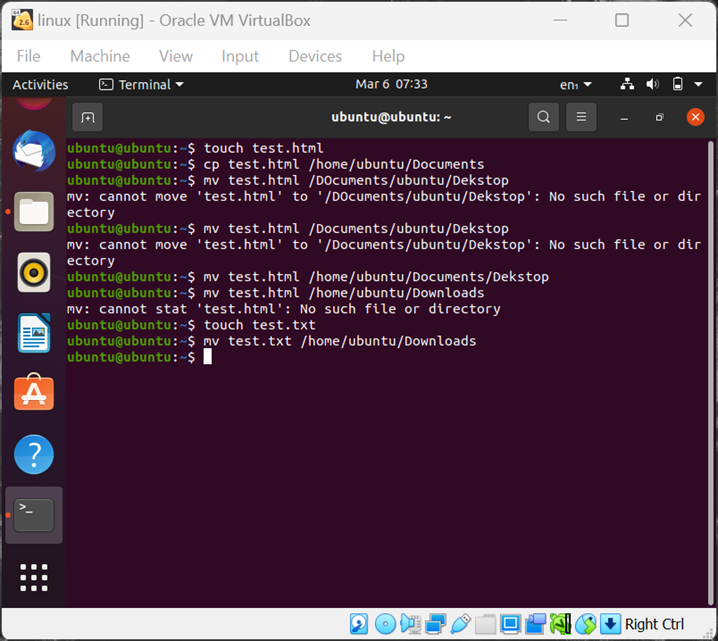 linux [Running] - Oracle VM VirtualBox
File Machine View Input Devices Help
Activities Terminal Mar 6 07:33 en₁
ubuntu@ubuntu: ~
ubuntu@ubuntu:~$ touch test.html
ubuntu@ubuntu:~$ cp test.html /home/ubuntu/Documents
ubuntu@ubuntu:~$ mv test.html /DOcuments/ubuntu/Dekstop
mv: cannot move 'test.html' to '/DOcuments/ubuntu/Dekstop': No such file or dir
ectory
ubuntu@ubuntu:~$ mv test.html /Documents/ubuntu/Dekstop
mv: cannot move 'test.html' to '/Documents/ubuntu/Dekstop': No such file or dir
ectory
ubuntu@ubuntu:~$ mv test.html /home/ubuntu/Documents/Dekstop
ubuntu@ubuntu:~$ mv test.html /home/ubuntu/Downloads
mv: cannot stat 'test.html': No such file or directory
ubuntu@ubuntu:~$ touch test.txt
ubuntu@ubuntu:~$ mv test.txt /home/ubuntu/Downloads
ubuntu@ubuntu:~$
Right Ctrl